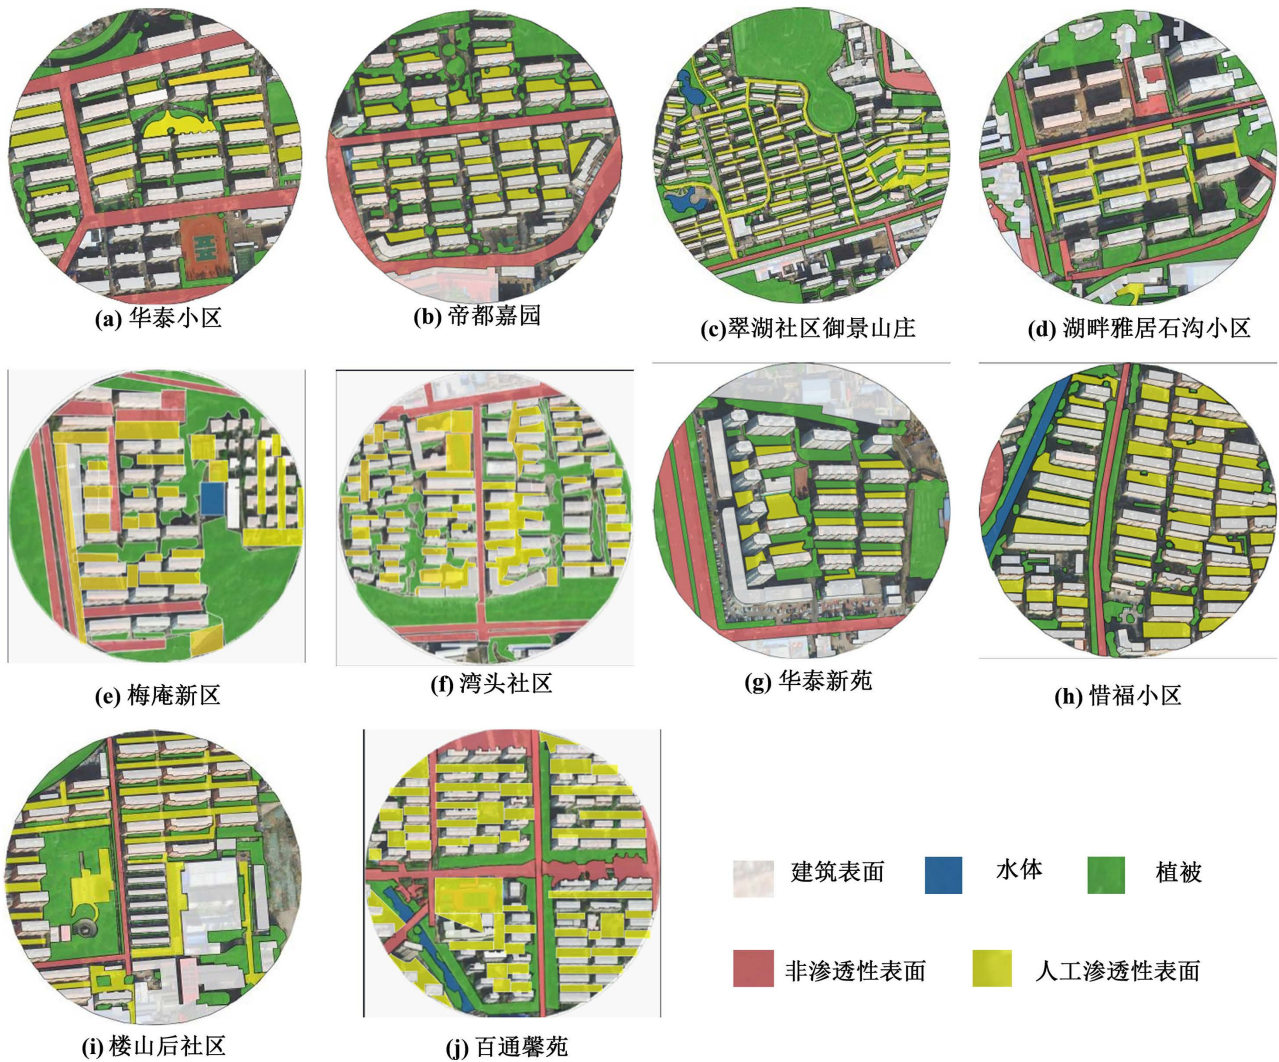 (a) 华泰小区
(b) 帝都嘉园
(c)翠湖社区御景山庄
(d) 湖畔雅居石沟小区
(e) 梅庵新区
(f) 湾头社区
(g) 华泰新苑
(h) 惜福小区
(i) 楼山后社区
(j) 百通馨苑
建筑表面
水体
植被
非渗透性表面
人工渗透性表面